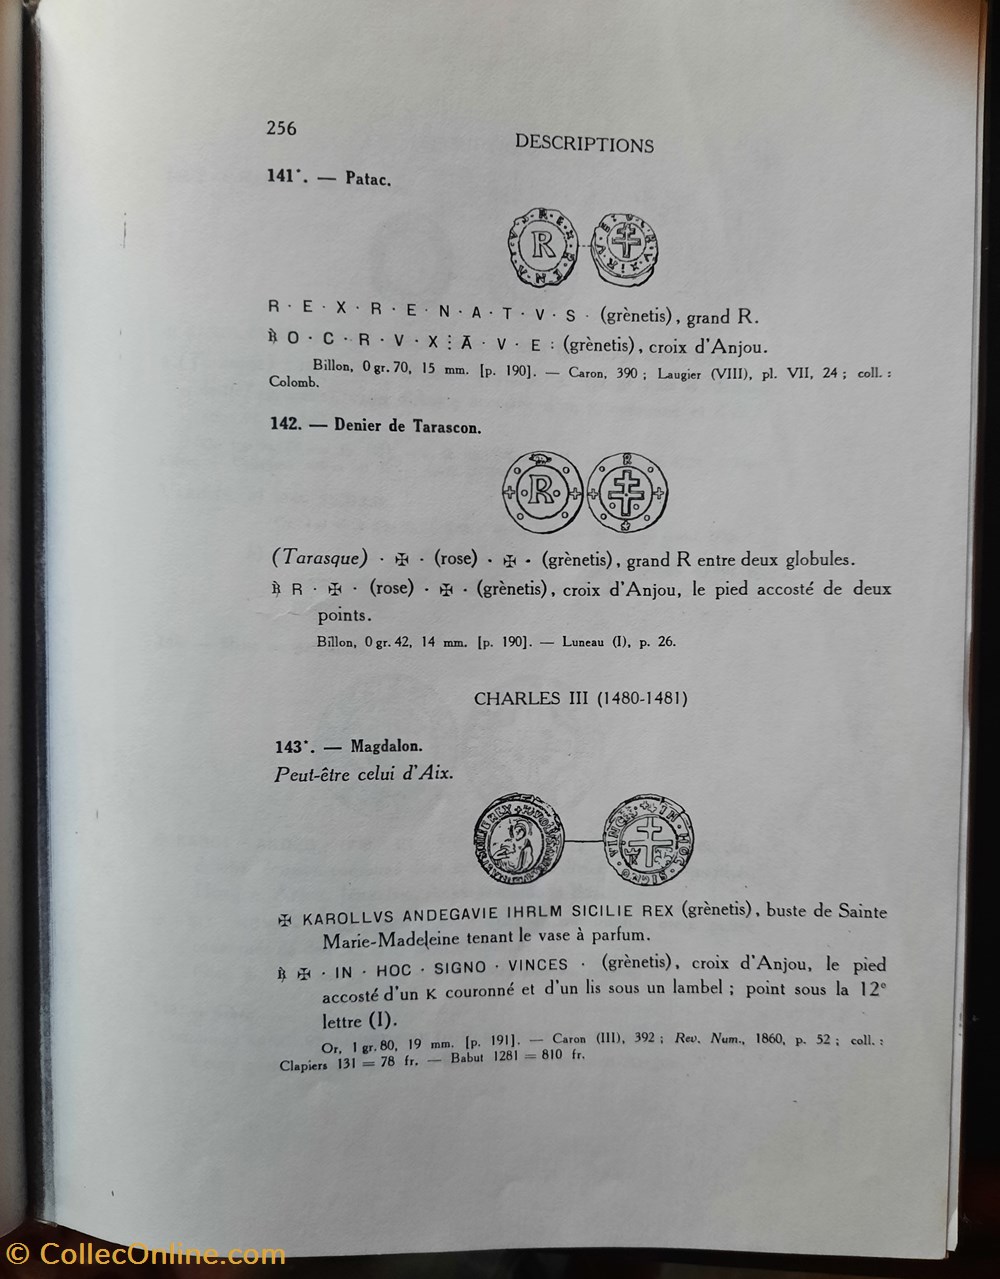 256
DESCRIPTIONS
141*. — Patac.
R · E · X · R · E · N · A · T · V · S · (grènetis), grand R.
℟ O · C · R · V · X ⁝ Ā · V · E : (grènetis), croix d'Anjou.
Billon, 0 gr. 70, 15 mm. [p. 190]. — Caron, 390 ; Laugier (VIII), pl. VII, 24 ; coll. :
Colomb.
142. — Denier de Tarascon.
(Tarasque) · ✠ · (rose) · ✠ · (grènetis), grand R entre deux globules.
℟ R · ✠ · (rose) · ✠ · (grènetis), croix d'Anjou, le pied accosté de deux
points.
Billon, 0 gr. 42, 14 mm. [p. 190]. — Luneau (I), p. 26.
CHARLES III (1480-1481)
143*. — Magdalon.
Peut-être celui d'Aix.
✠ KAROLLVS ANDEGAVIE IHRLM SICILIE REX (grènetis), buste de Sainte
Marie-Madeleine tenant le vase à parfum.
℟ ✠ · IN · HOC · SIGNO · VINCES · (grènetis), croix d'Anjou, le pied
accosté d'un K couronné et d'un lis sous un lambel ; point sous la 12e
lettre (I).
Or, 1 gr. 80, 19 mm. [p. 191]. — Caron (III), 392 ; Rev. Num., 1860, p. 52 ; coll. :
Clapiers 131 = 78 fr. — Babut 1281 = 810 fr.
© CollecOnline.com